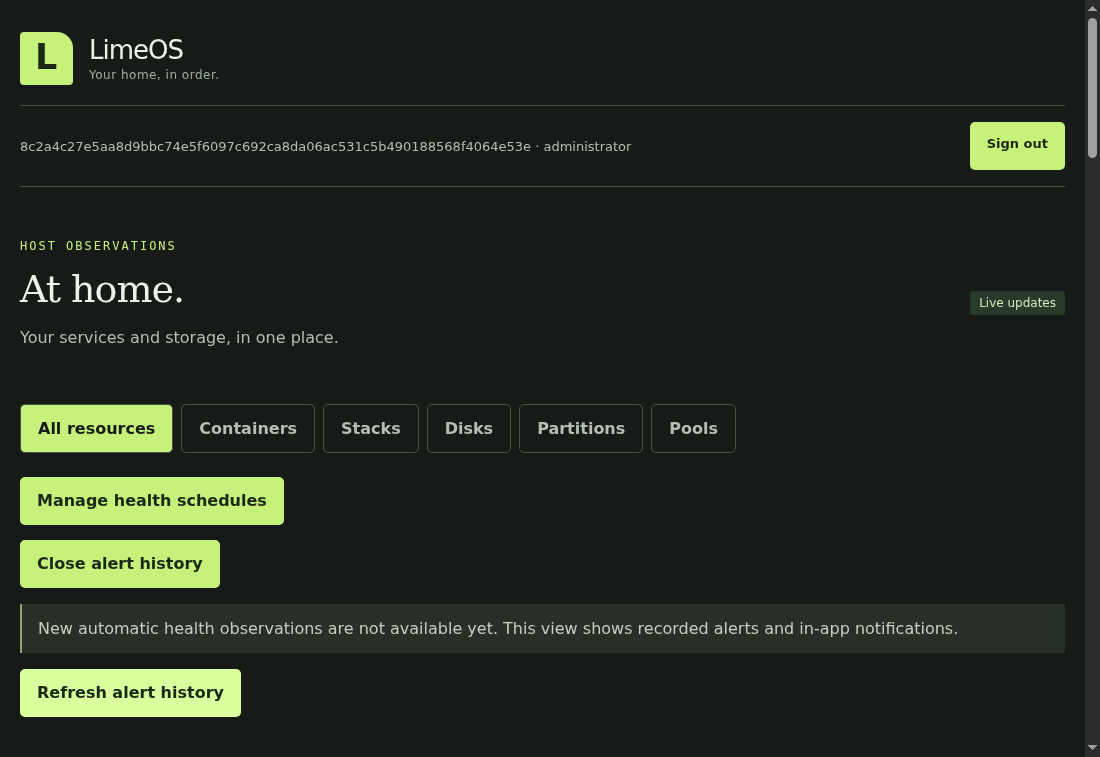 L
LimeOS
Your home, in order.
8c2a4c27e5aa8d9bbc74e5f6097c692ca8da06ac531c5b490188568f4064e53e · administrator
Sign out
HOST OBSERVATIONS
At home.
Live updates
Your services and storage, in one place.
All resources
Containers
Stacks
Disks
Partitions
Pools
Manage health schedules
Close alert history
New automatic health observations are not available yet. This view shows recorded alerts and in-app notifications.
Refresh alert history